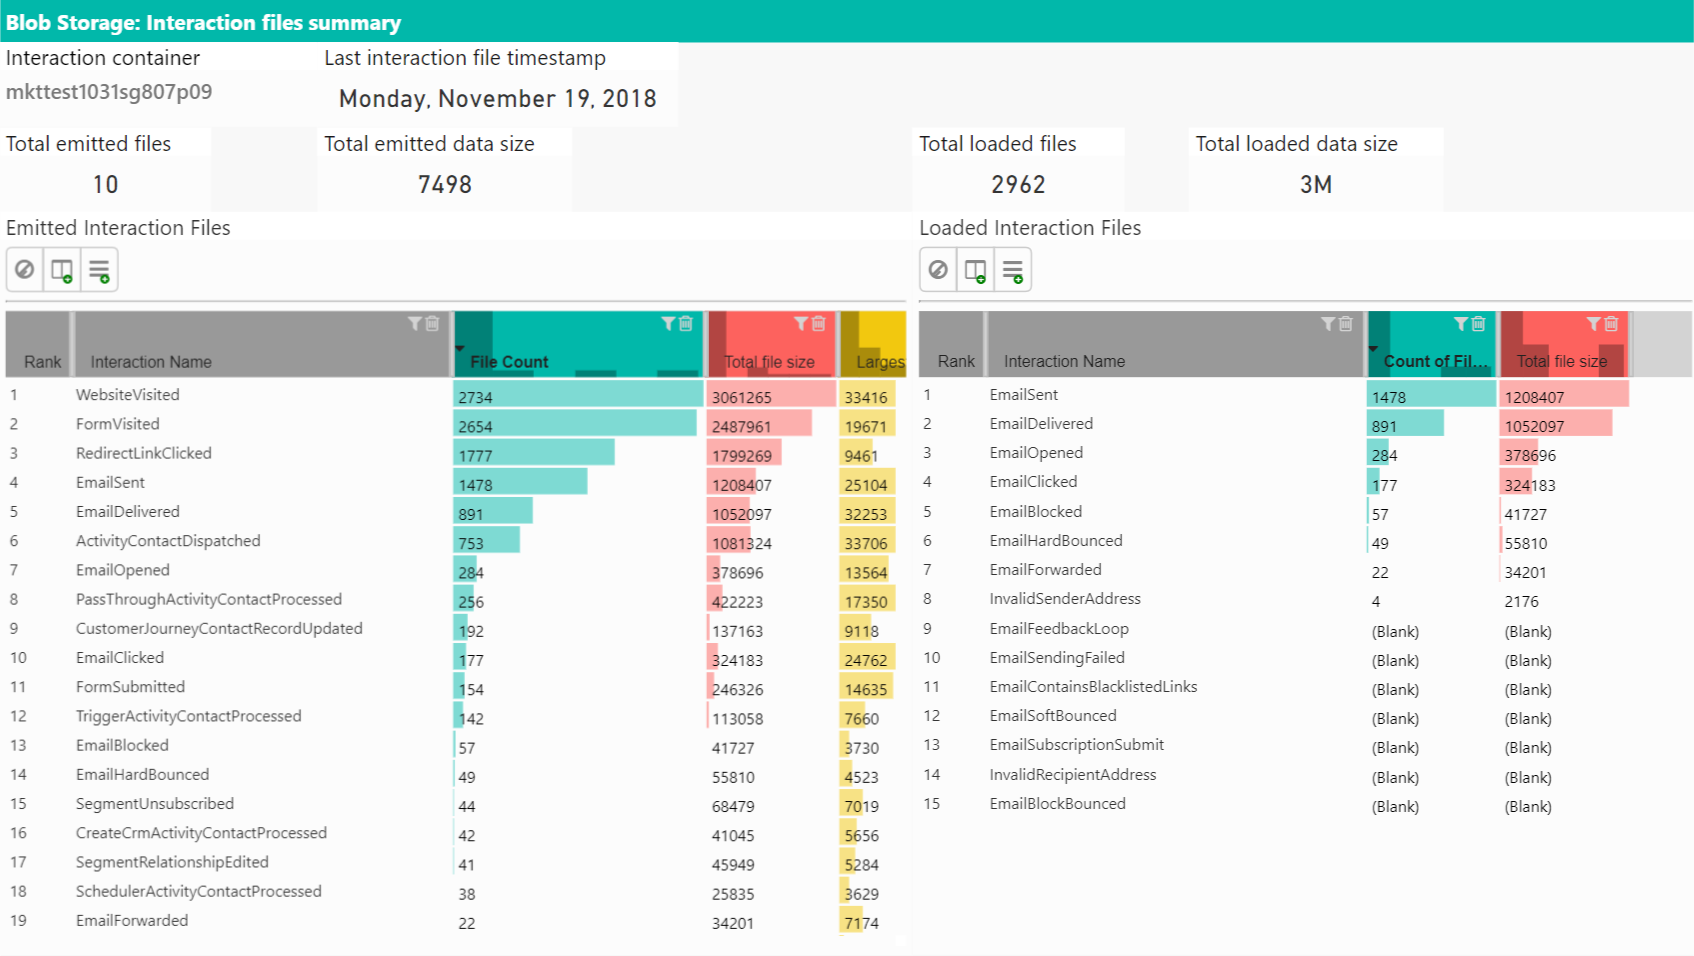 Blob Storage: Interaction files summary
Interaction container Last interaction file timestamp
mkttest1031sg807p09 Monday, November 19, 2018
Total emitted files Total emitted data size Total loaded files Total loaded data size
10 7498 2962 3M
Emitted Interaction Files
Rank Interaction Name File Count Total file size Larges
1 WebsiteVisited 2734 3061265 33416
2 FormVisited 2654 2487961 19671
3 RedirectLinkClicked 1777 1799269 9461
4 EmailSent 1478 1208407 25104
5 EmailDelivered 891 1052097 32253
6 ActivityContactDispatched 753 1081324 33706
7 EmailOpened 284 378696 13564
8 PassThroughActivityContactProcessed 256 422223 17350
9 CustomerJourneyContactRecordUpdated 192 137163 9118
10 EmailClicked 177 324183 24762
11 FormSubmitted 154 246326 14635
12 TriggerActivityContactProcessed 142 113058 7660
13 EmailBlocked 57 41727 3730
14 EmailHardBounced 49 55810 4523
15 SegmentUnsubscribed 44 68479 7019
16 CreateCrmActivityContactProcessed 42 41045 5656
17 SegmentRelationshipEdited 41 45949 5284
18 SchedulerActivityContactProcessed 38 25835 3629
19 EmailForwarded 22 34201 7174
Loaded Interaction Files
Rank Interaction Name Count of Fil... Total file size
1 EmailSent 1478 1208407
2 EmailDelivered 891 1052097
3 EmailOpened 284 378696
4 EmailClicked 177 324183
5 EmailBlocked 57 41727
6 EmailHardBounced 49 55810
7 EmailForwarded 22 34201
8 InvalidSenderAddress 4 2176
9 EmailFeedbackLoop (Blank) (Blank)
10 EmailSendingFailed (Blank) (Blank)
11 EmailContainsBlacklistedLinks (Blank) (Blank)
12 EmailSoftBounced (Blank) (Blank)
13 EmailSubscriptionSubmit (Blank) (Blank)
14 InvalidRecipientAddress (Blank) (Blank)
15 EmailBlockBounced (Blank) (Blank)